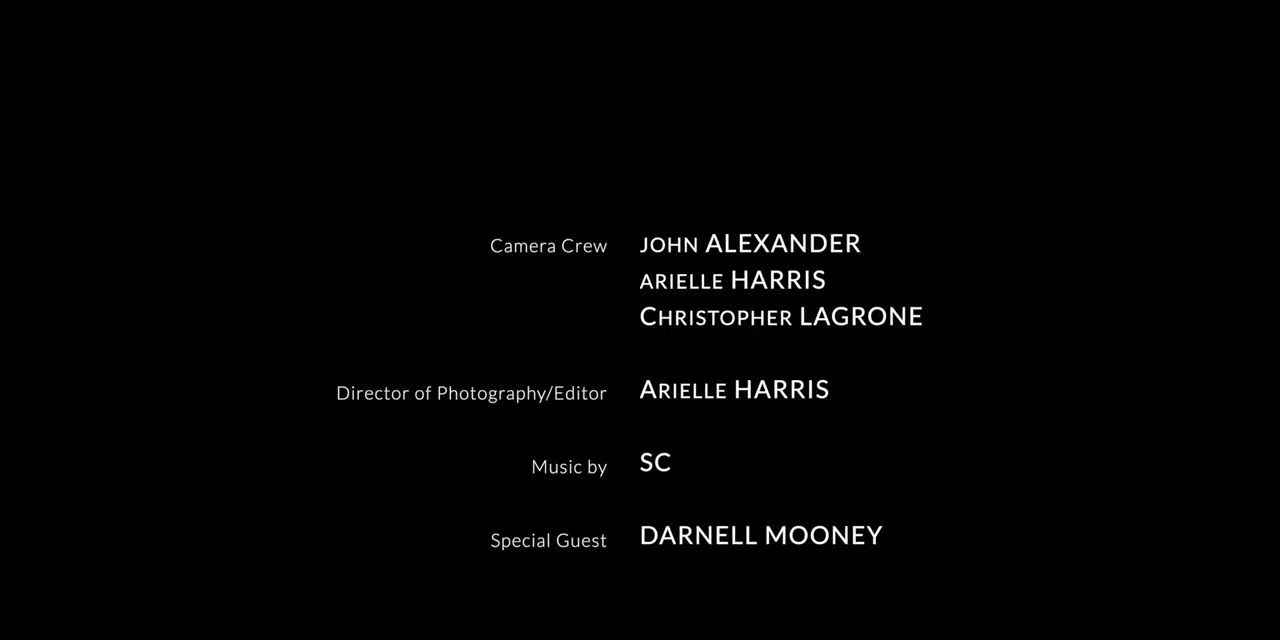 Camera Crew JOHN ALEXANDER
ARIELLE HARRIS
CHRISTOPHER LAGRONE
Director of Photography/Editor ARIELLE HARRIS
Music by SC
Special Guest DARNELL MOONEY